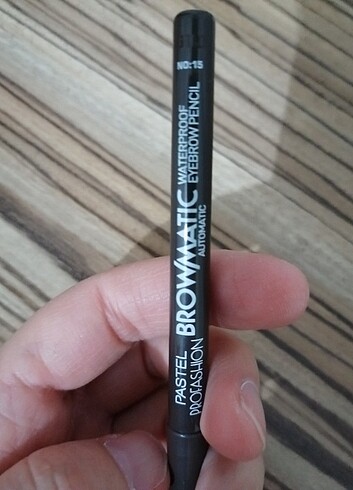 PASTEL
PROFASHION
BROWMATIC
AUTOMATIC
WATERPROOF
EYEBROW PENCIL
NO:15